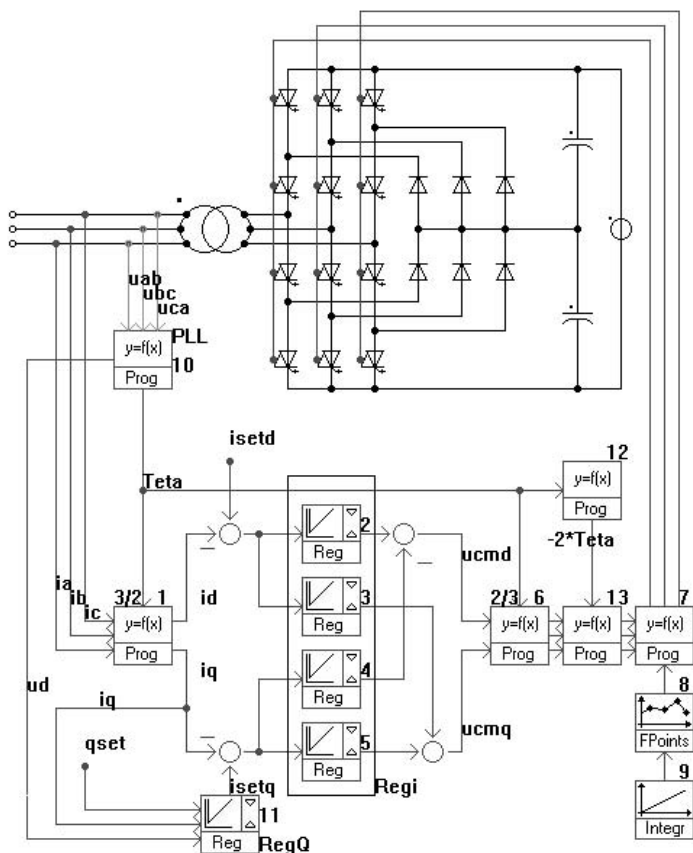 uab
ubc
uca
PLL
y=f(x)
10
Prog
isetd
12
Teta
y=f(x)
Prog
2
Reg
-2*Teta
ucmd
ia
ib
ic
3/2 1
id
3
Reg
2/3 6
13
7
y=f(x)
Prog
y=f(x)
Prog
y=f(x)
Prog
y=f(x)
Prog
iq
4
Reg
8
ud
iq
FPoints
qset
5
Reg
ucmq
isetq
Regi
9
11
Reg
RegQ
Integr